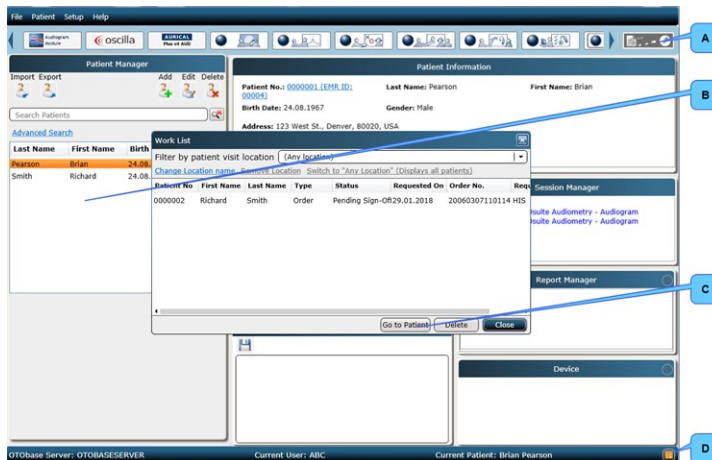 File Patient Setup Help
Audiogram Module
oscilla
AURICAL
Plus v4 AUD
A
Patient Manager
Import Export Add Edit Delete
Search Patients
Advanced Search
Last Name First Name Birth
Pearson Brian 24.08.
Smith Richard 24.08.
Patient Information
Patient No.: 0000001 (EMR ID: 00004)
Last Name: Pearson
First Name: Brian
Birth Date: 24.08.1967
Gender: Male
Address: 123 West St., Denver, 80020, USA
B
Work List
Filter by patient visit location (Any location)
Change Location name Remove Location Switch to "Any Location" (Displays all patients)
Patient No First Name Last Name Type Status Requested On Order No. Requ
0000002 Richard Smith Order Pending Sign-Off 29.01.2018 20060307110114 HIS
Go to Patient Delete Close
Session Manager
suite Audiometry - Audiogram
suite Audiometry - Audiogram
Report Manager
C
Device
OTObase Server: OTOBASESERVER Current User: ABC Current Patient: Brian Pearson
D